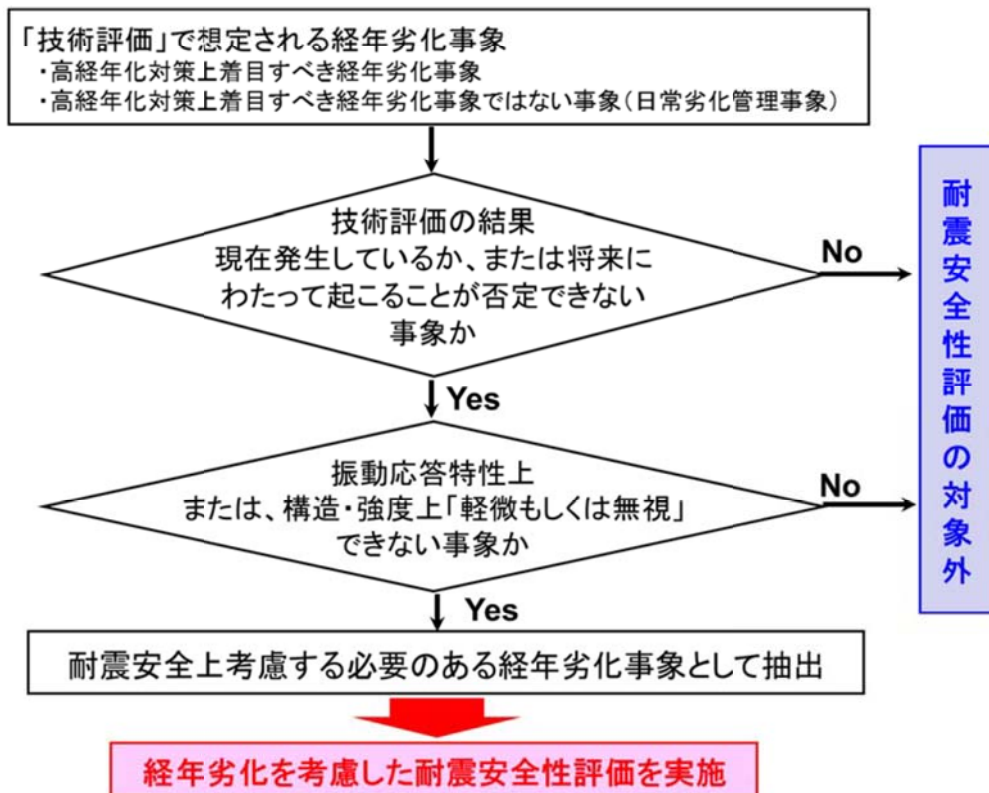 「技術評価」で想定される経年劣化事象
・高経年化対策上着目すべき経年劣化事象
・高経年化対策上着目すべき経年劣化事象ではない事象(日常劣化管理事象)
技術評価の結果
現在発生しているか、または将来に
わたって起こることが否定できない
事象か
No
Yes
振動応答特性上
または、構造・強度上「軽微もしくは無視」
できない事象か
No
Yes
耐震安全性評価の対象外
耐震安全上考慮する必要のある経年劣化事象として抽出
経年劣化を考慮した耐震安全性評価を実施